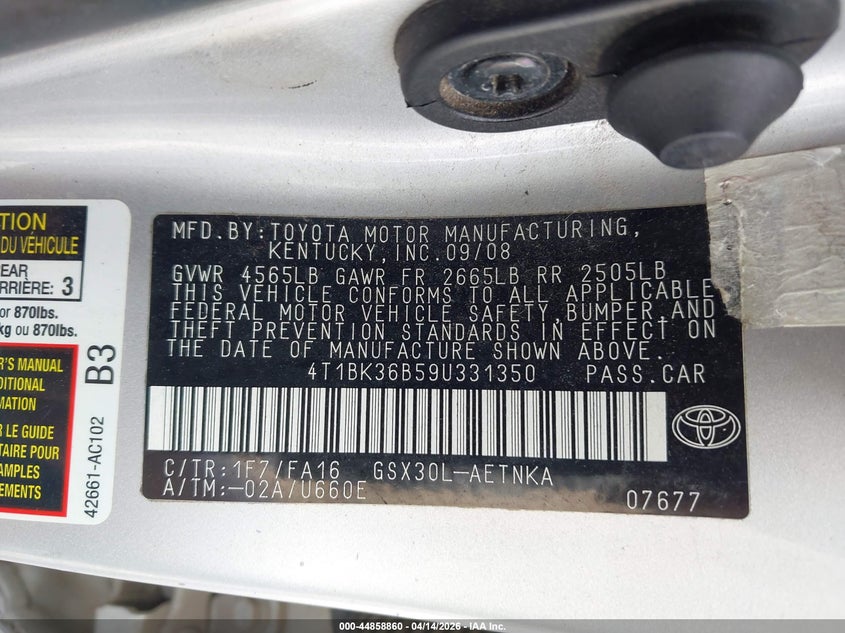 TION
DU VÉHICULE
EAR
ARRIÈRE: 3
or 870lbs.
kg ou 870lbs.
R'S MANUAL
DITIONAL
MATION
R LE GUIDE
TAIRE POUR
AMPLES
NEMENTS.
B3
42661-AC102
MFD.BY:TOYOTA MOTOR MANUFACTURING,
KENTUCKY,INC.09/08
GVWR 4565LB GAWR FR 2665LB RR 2505LB
THIS VEHICLE CONFORMS TO ALL APPLICABLE
FEDERAL MOTOR VEHICLE SAFETY,BUMPER,AND
THEFT PREVENTION STANDARDS IN EFFECT ON
THE DATE OF MANUFACTURE SHOWN ABOVE.
4T1BK36B59U331350 PASS.CAR
C/TR:1F7/FA16 GSX30L-AETNKA
A/TM:-02A/U660E 07677
000-44858860 | 04/14/2026 | IAA Inc.